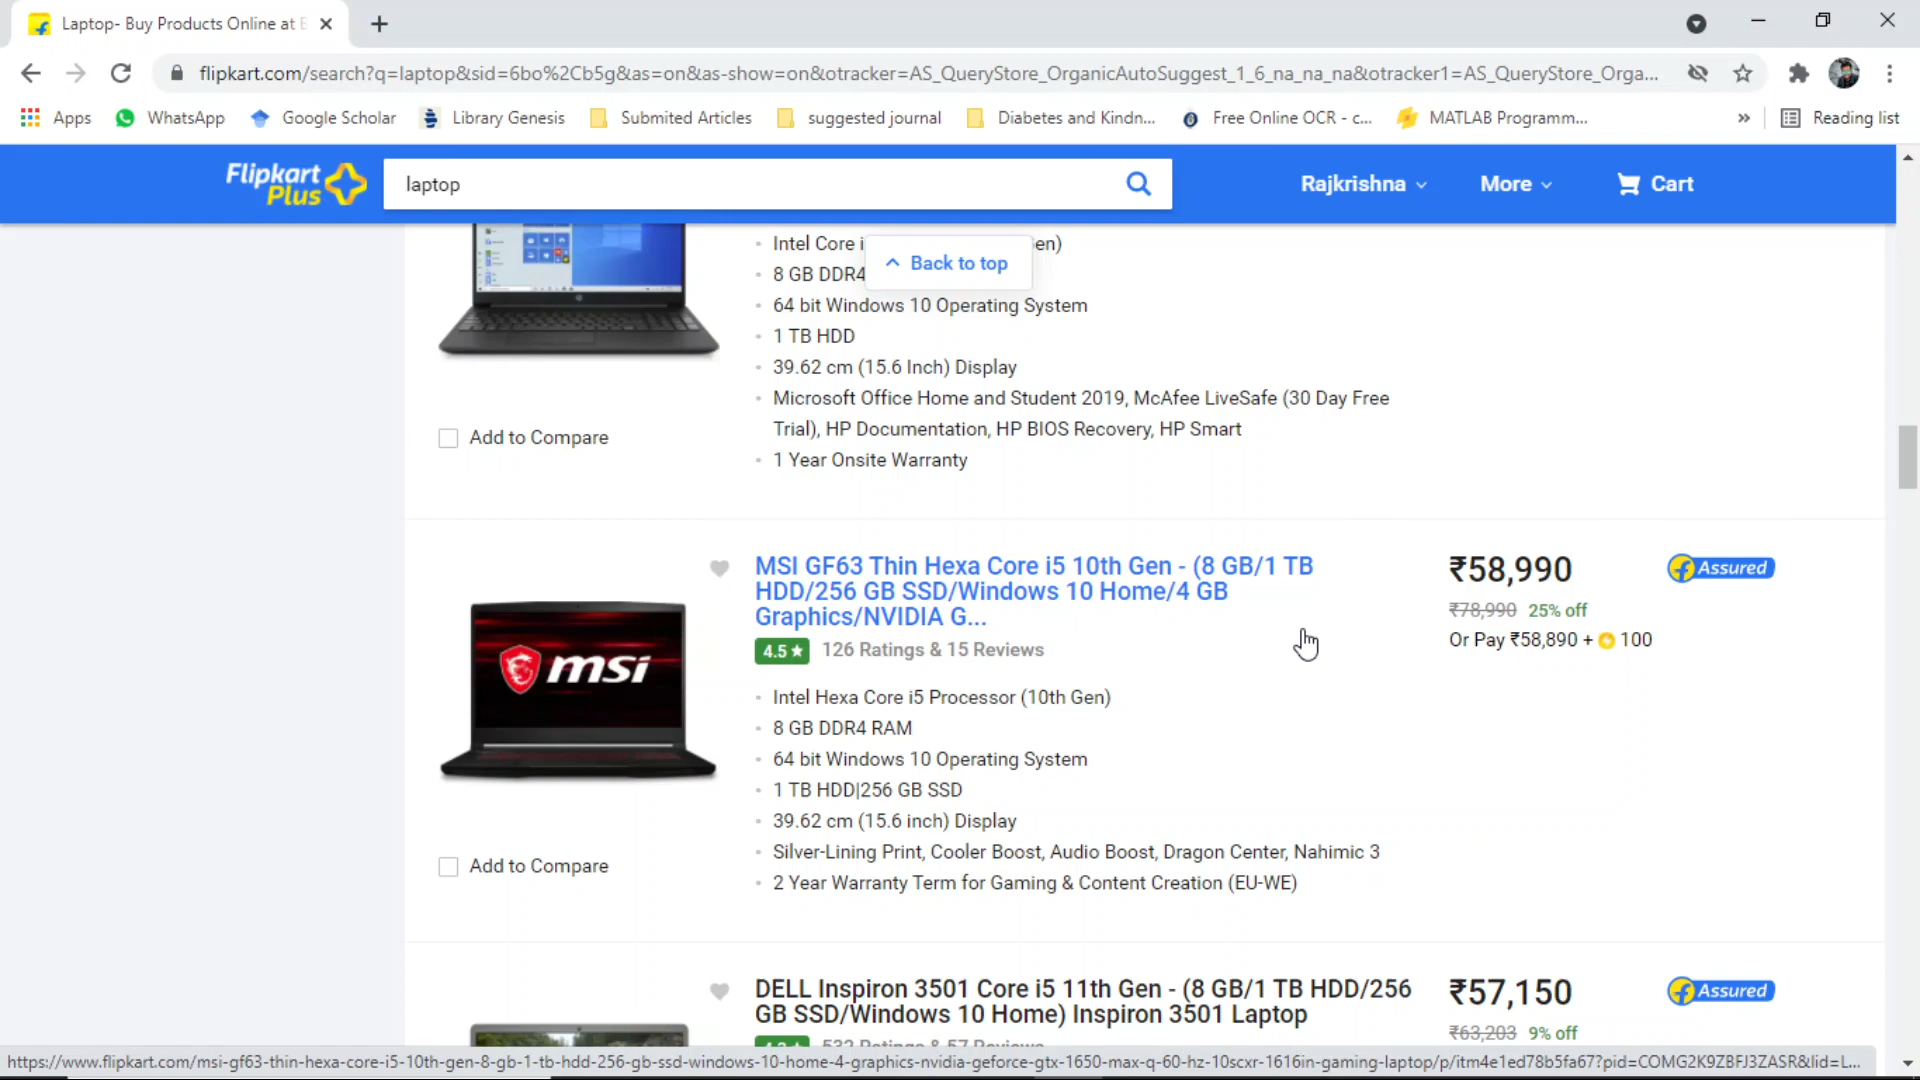 Laptop- Buy Products Online at
flipkart.com/search?q=laptop&sid=6bo%2Cb5g&as=on&as-show=on&otracker=AS_QueryStore_OrganicAutoSuggest_1_6_na_na_na&otracker1=AS_QueryStore_Orga...
Apps WhatsApp Google Scholar Library Genesis Submited Articles suggested journal Diabetes and Kindn... Free Online OCR - c... MATLAB Programm... » Reading list
Flipkart
Plus
laptop
Rajkrishna More Cart
Intel Core
Back to top
8 GB DDR4
64 bit Windows 10 Operating System
1 TB HDD
39.62 cm (15.6 Inch) Display
Microsoft Office Home and Student 2019, McAfee LiveSafe (30 Day Free
Trial), HP Documentation, HP BIOS Recovery, HP Smart
Add to Compare
1 Year Onsite Warranty
MSI GF63 Thin Hexa Core i5 10th Gen - (8 GB/1 TB
HDD/256 GB SSD/Windows 10 Home/4 GB
Graphics/NVIDIA G...
₹58,990 Assured
₹78,990 25% off
Or Pay ₹58,890 + 100
4.5 126 Ratings & 15 Reviews
msi
Intel Hexa Core i5 Processor (10th Gen)
8 GB DDR4 RAM
64 bit Windows 10 Operating System
1 TB HDD|256 GB SSD
39.62 cm (15.6 inch) Display
Silver-Lining Print, Cooler Boost, Audio Boost, Dragon Center, Nahimic 3
Add to Compare
2 Year Warranty Term for Gaming & Content Creation (EU-WE)
DELL Inspiron 3501 Core i5 11th Gen - (8 GB/1 TB HDD/256
GB SSD/Windows 10 Home) Inspiron 3501 Laptop
₹57,150 Assured
₹63,203 9% off
532 Ratings & 57 Reviews
https://www.flipkart.com/msi-gf63-thin-hexa-core-i5-10th-gen-8-gb-1-tb-hdd-256-gb-ssd-windows-10-home-4-graphics-nvidia-geforce-gtx-1650-max-q-60-hz-10scxr-1616in-gaming-laptop/p/itm4e1ed78b5fa67?pid=COMG2K9ZBFJ3ZASR&lid=L...